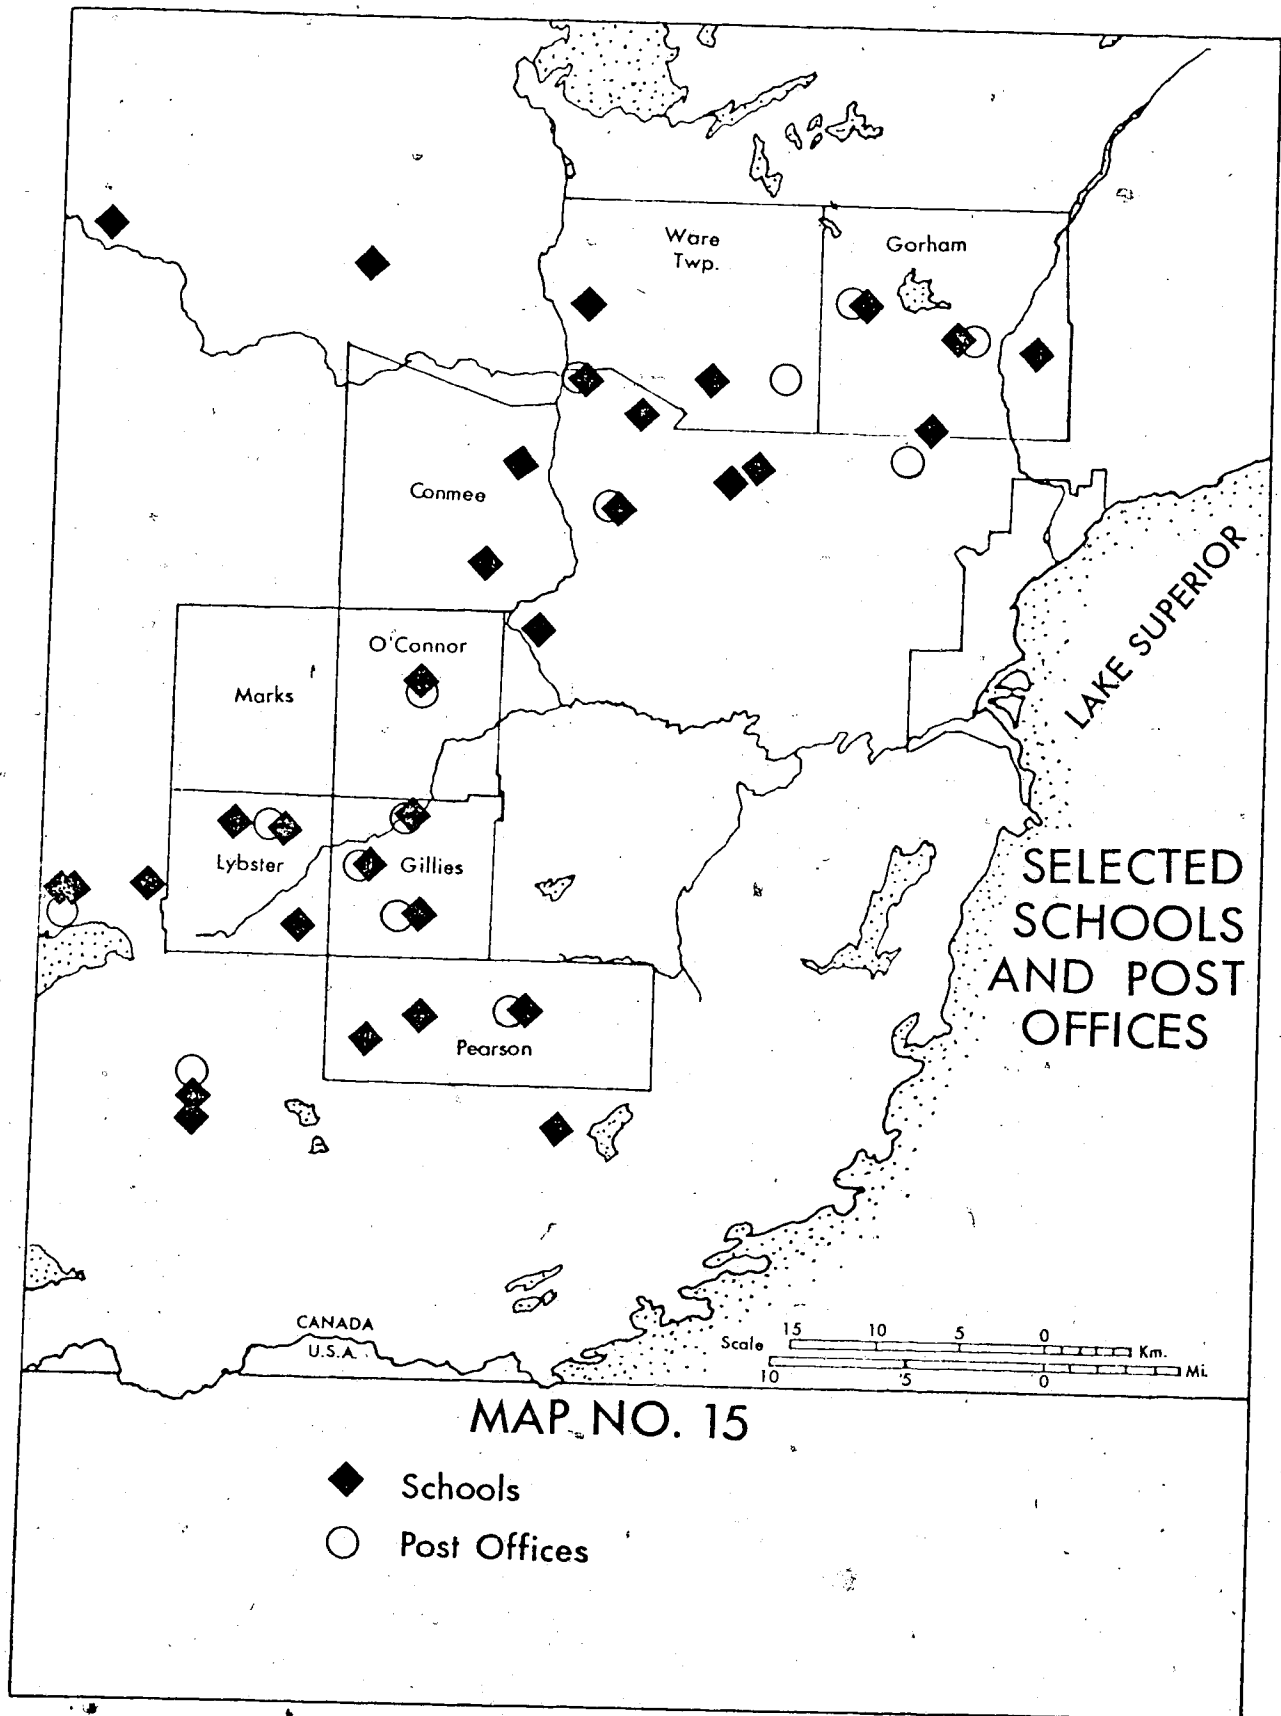 Ware
Twp.
Gorham
Conmee
O'Connor
Marks
LAKE SUPERIOR
Lybster
Gillies
SELECTED
SCHOOLS
AND POST
OFFICES
Pearson
CANADA
U.S.A.
Scale
15 10 5 0
Km.
Mi.
10 5 0
MAP NO. 15
Schools
Post Offices